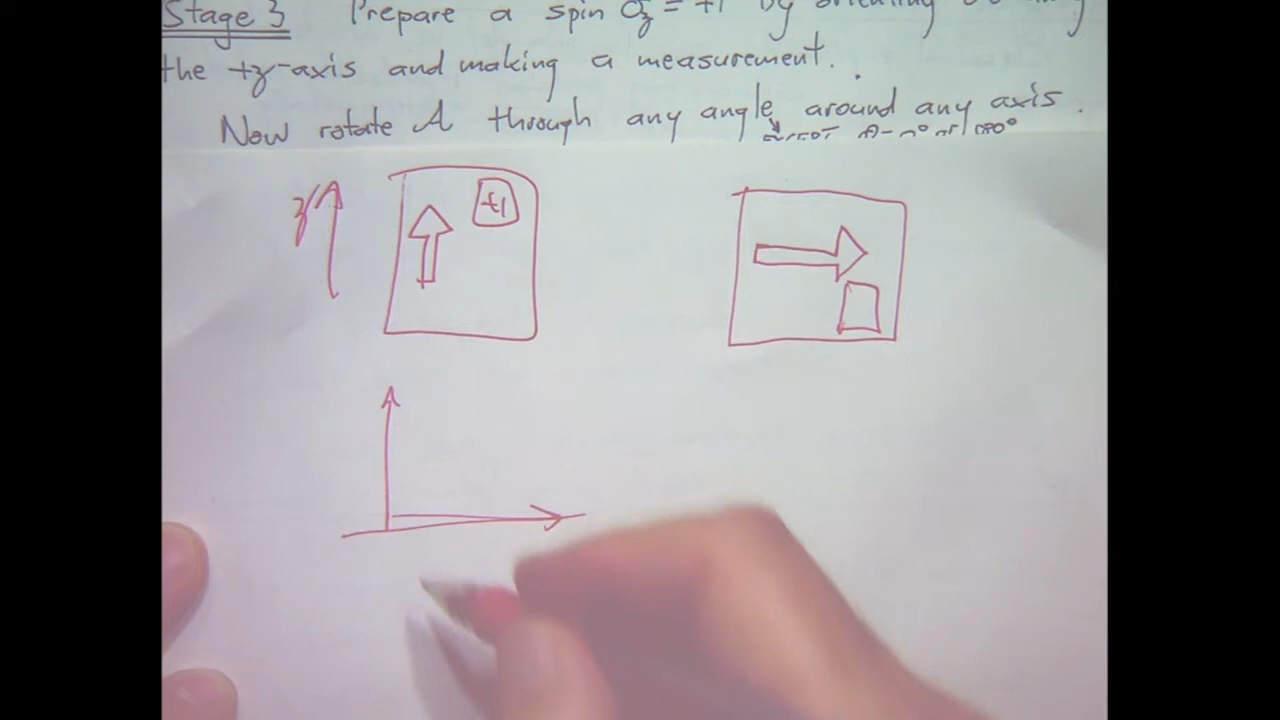 Stage 3 Prepare a spin σz = +1 by orienting
the +z-axis and making a measurement.
Now rotate A through any angle around any axis.
z
+1